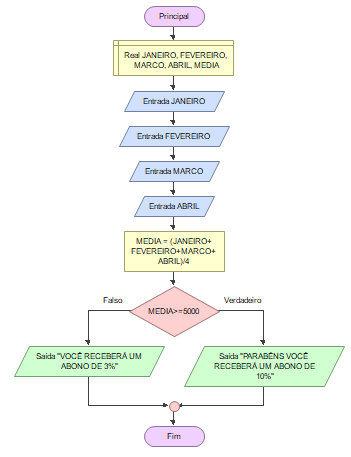 Principal
Real JANEIRO, FEVEREIRO,
MARCO, ABRIL, MEDIA
Entrada JANEIRO
Entrada FEVEREIRO
Entrada MARCO
Entrada ABRIL
MEDIA = (JANEIRO+
FEVEREIRO+MARCO+
ABRIL)/4
Falso
Verdadeiro
MEDIA>=5000
Saída "VOCÊ RECEBERÁ UM
ABONO DE 3%"
Saída "PARABÉNS VOCÊ
RECEBERÁ UM ABONO DE
10%"
Fim